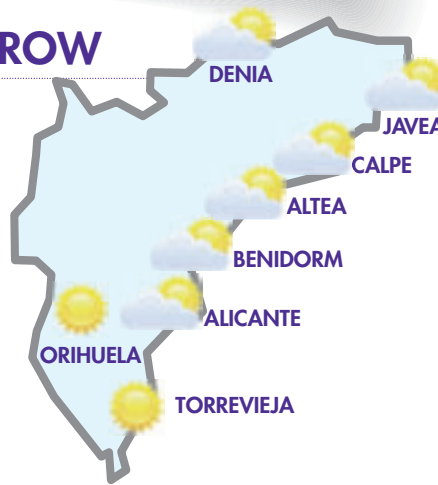 ROW
DENIA
JAVEA
CALPE
ALTEA
BENIDORM
ALICANTE
ORIHUELA
TORREVIEJA